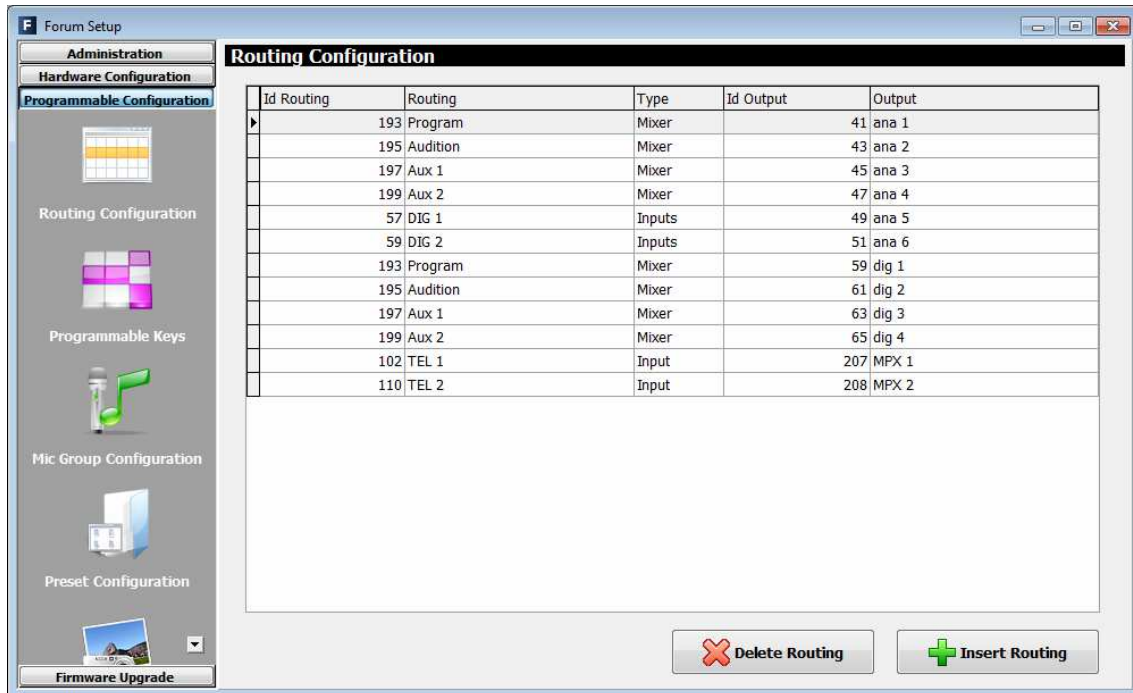 F Forum Setup
Administration
Hardware Configuration
Programmable Configuration
Routing Configuration
Programmable Keys
Mic Group Configuration
Preset Configuration
Firmware Upgrade
Routing Configuration
Id Routing Routing Type Id Output Output
193 Program Mixer 41 ana 1
195 Audition Mixer 43 ana 2
197 Aux 1 Mixer 45 ana 3
199 Aux 2 Mixer 47 ana 4
57 DIG 1 Inputs 49 ana 5
59 DIG 2 Inputs 51 ana 6
193 Program Mixer 59 dig 1
195 Audition Mixer 61 dig 2
197 Aux 1 Mixer 63 dig 3
199 Aux 2 Mixer 65 dig 4
102 TEL 1 Input 207 MPX 1
110 TEL 2 Input 208 MPX 2
Delete Routing Insert Routing